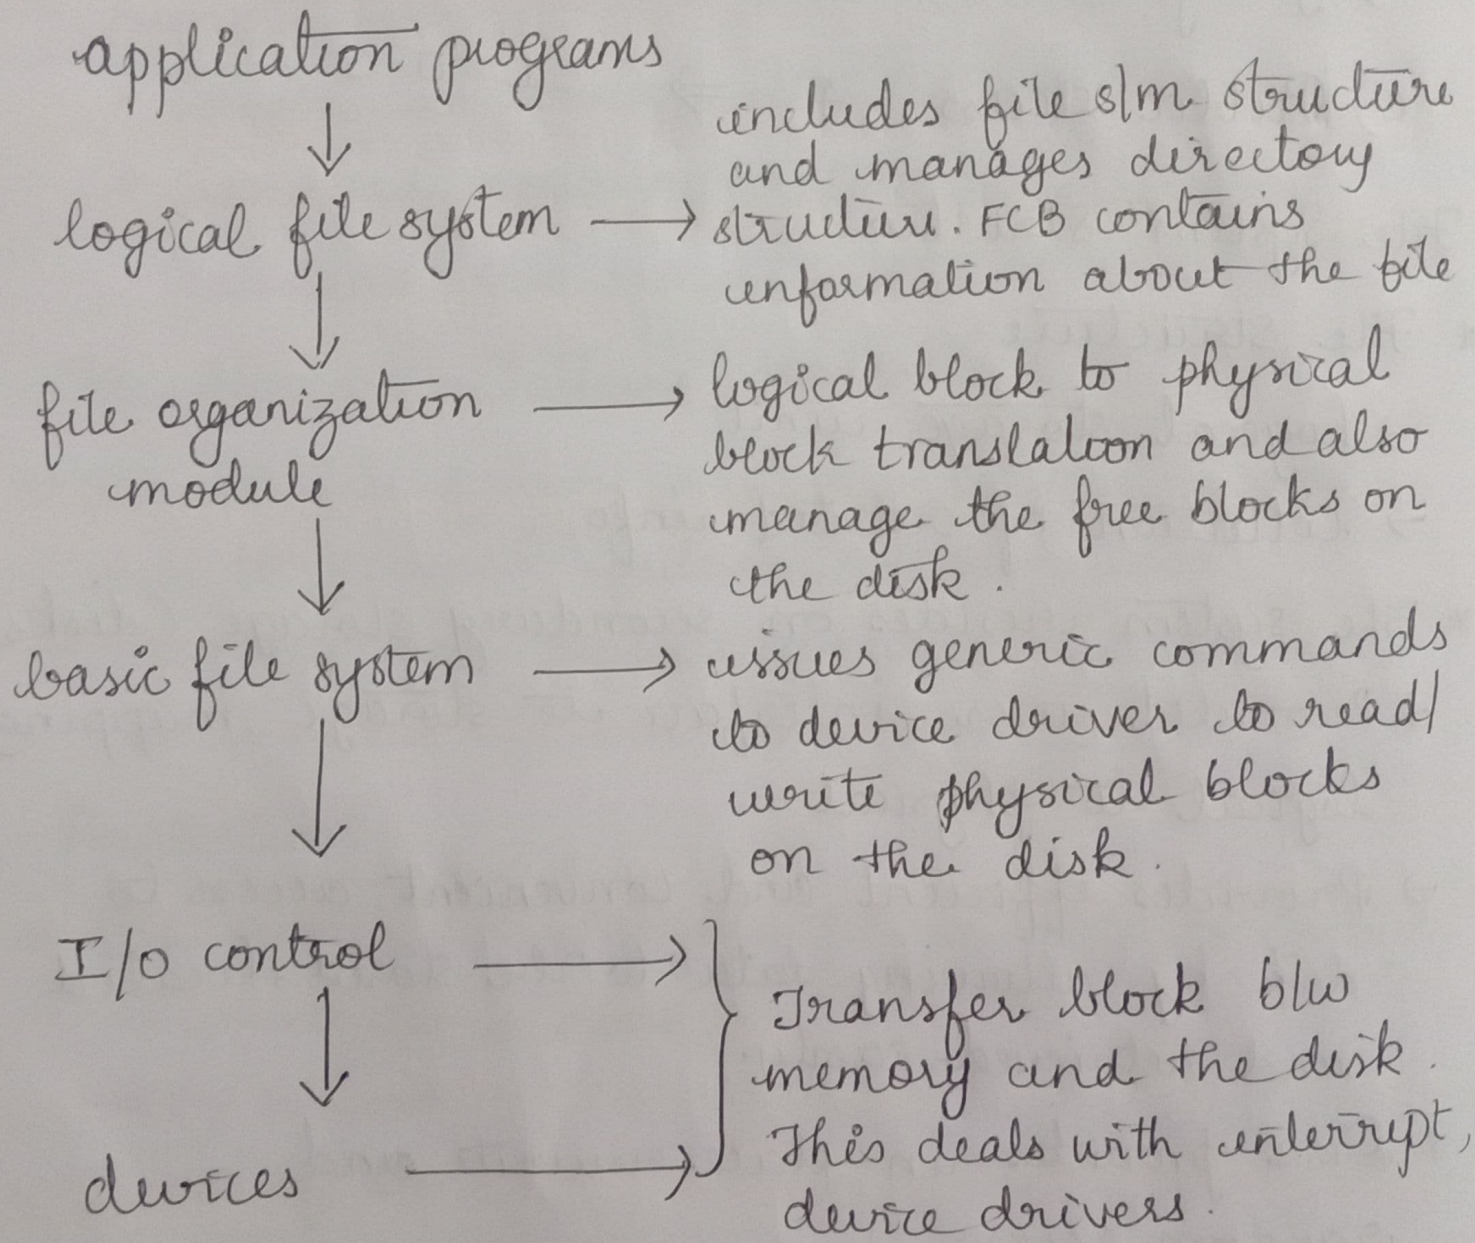 application programs
logical file system
includes file s/m structure
and manages directory
structure. FCB contains
information about the file
file organization
module
logical block to physical
block translation and also
manage the free blocks on
the disk.
basic file system
issues generic commands
to device driver to read/
write physical blocks
on the disk.
I/o control
devices
Transfer block b/w
memory and the disk.
This deals with interrupt,
device drivers.